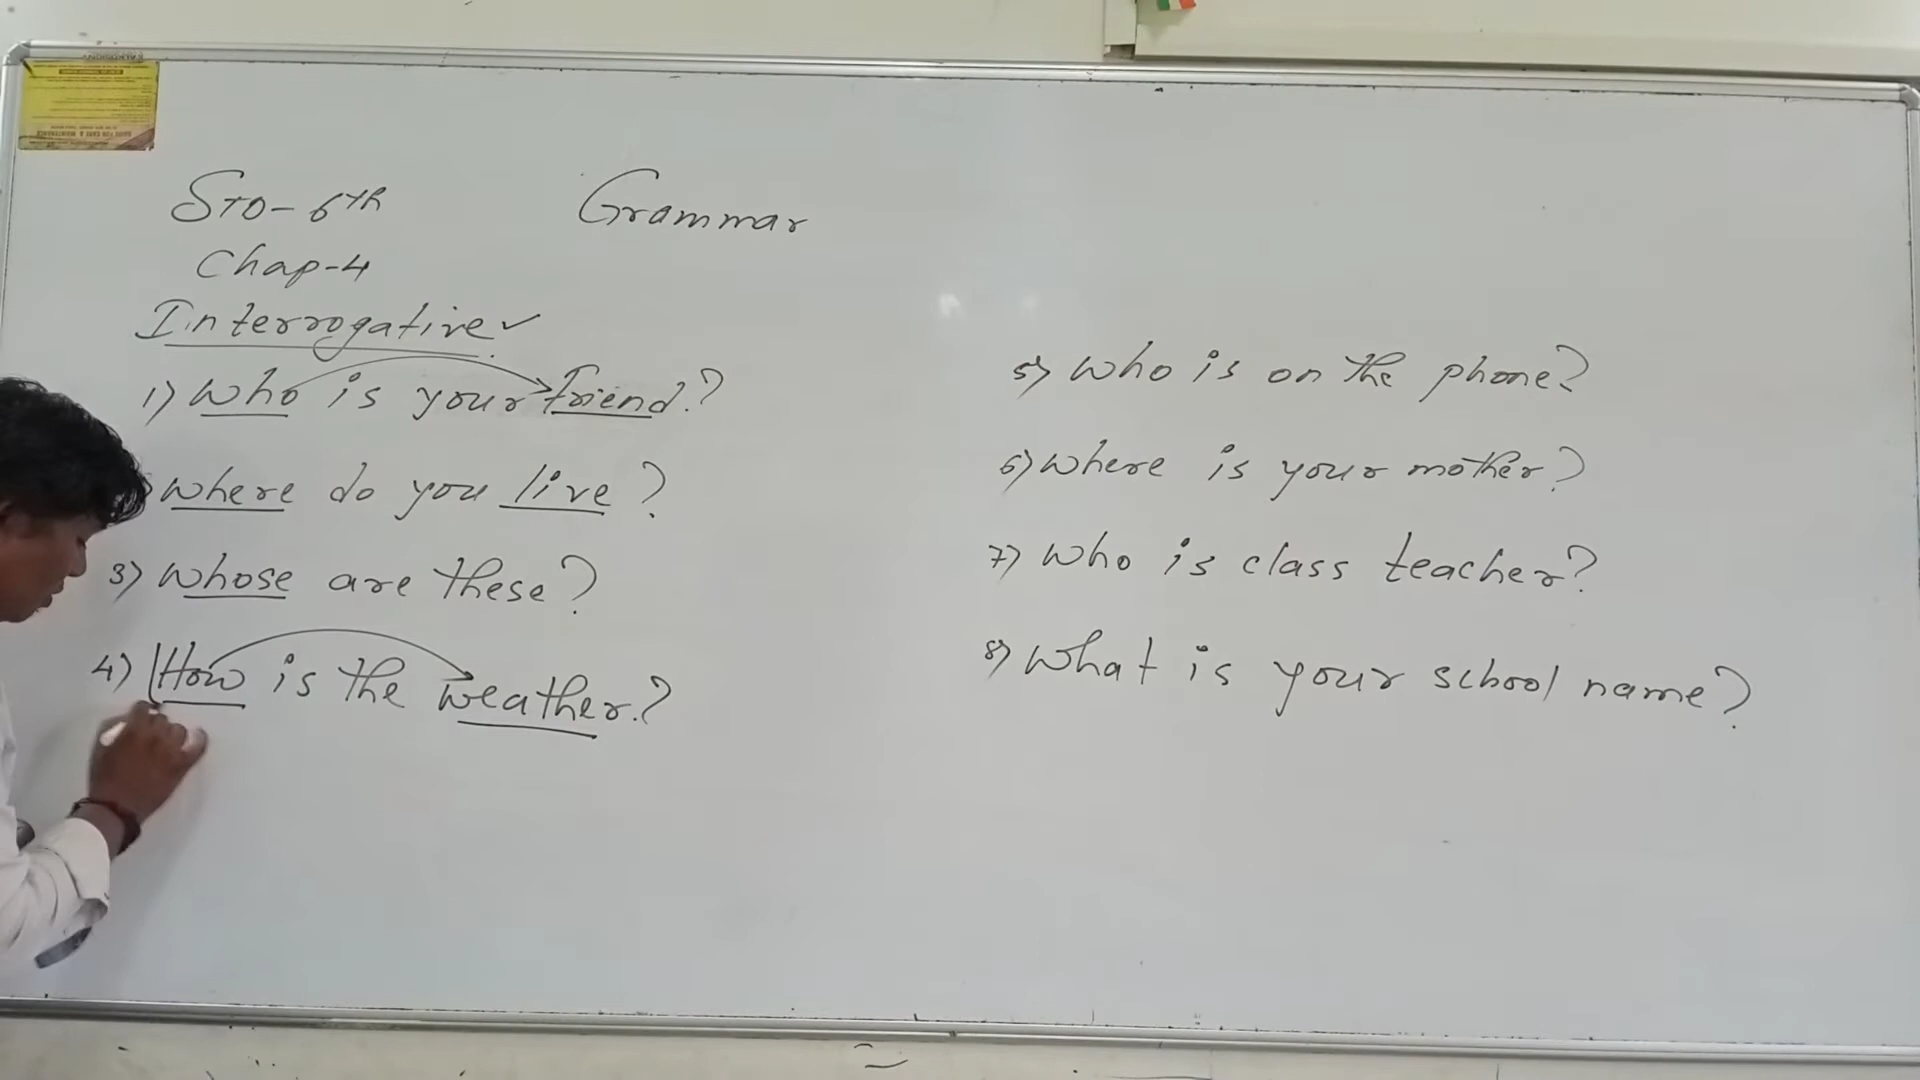 STD- 6th
Grammar
Chap-4
Interrogative
1) Who is your friend.?
Where do you live?
3) Whose are these?
4) How is the weather.?
5) Who is on the phone?
6) Where is your mother?
7) Who is class teacher?
8) What is your school name?